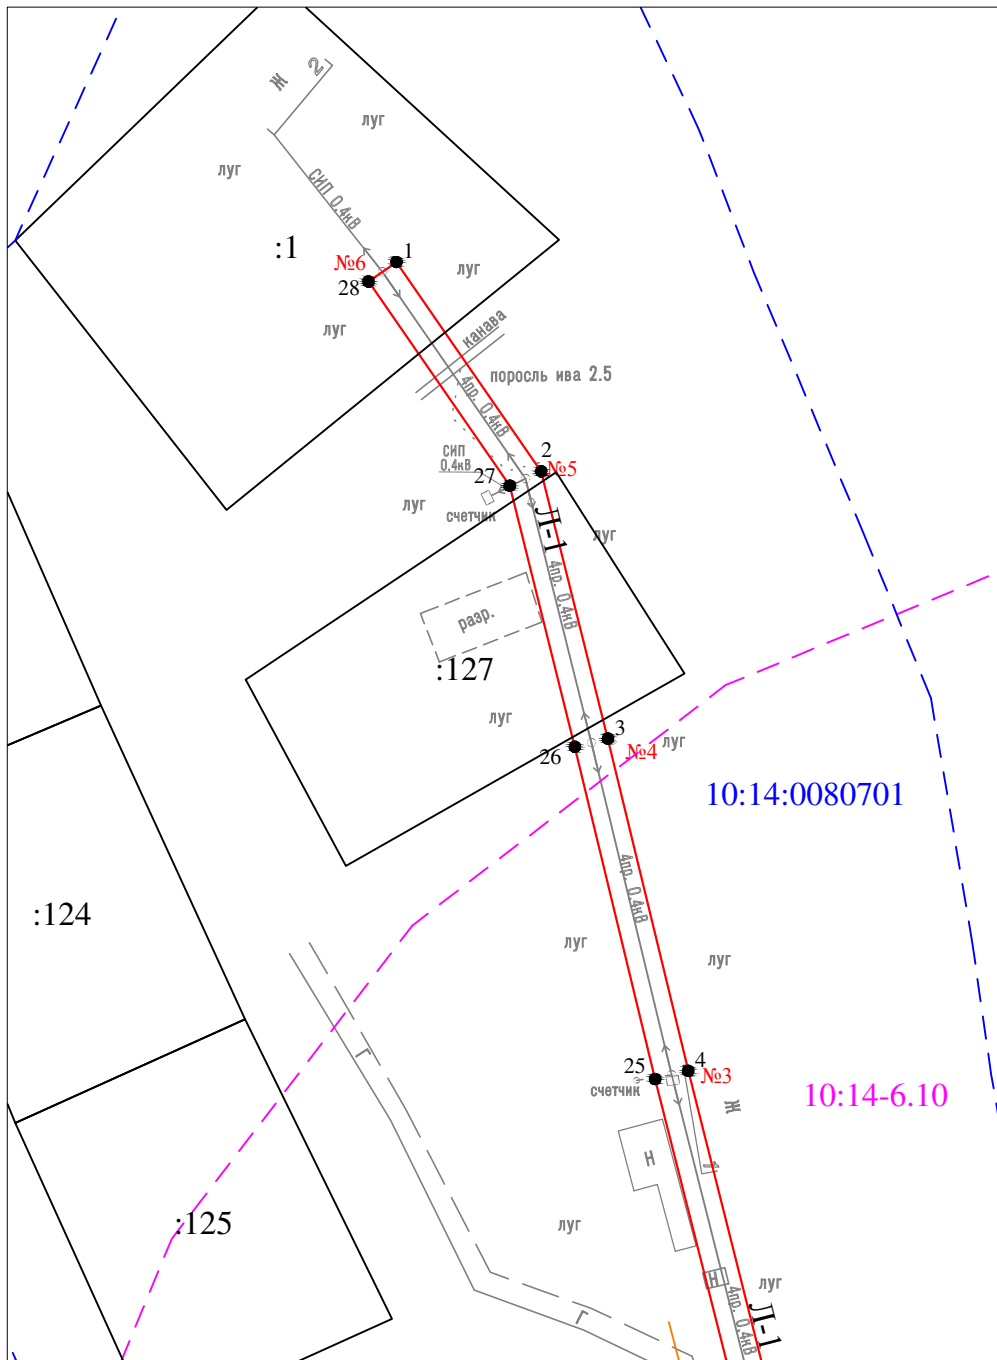 Ж
2
луг
луг
СИП 0.4кВ
:1
№6
1
28
луг
луг
канава
поросль ива 2.5
4пр. 0.4кВ
СИП
0.4кВ
2
№5
27
луг
счетчик
Л-1
луг
4пр. 0.4кВ
разр.
:127
луг
3
№4
луг
26
10:14:0080701
4пр. 0.4кВ
:124
луг
луг
Г
25
4
№3
счетчик
Ж
10:14-6.10
Н
1
:125
луг
Н
луг
4пр. 0.4кВ
Л-1
Г